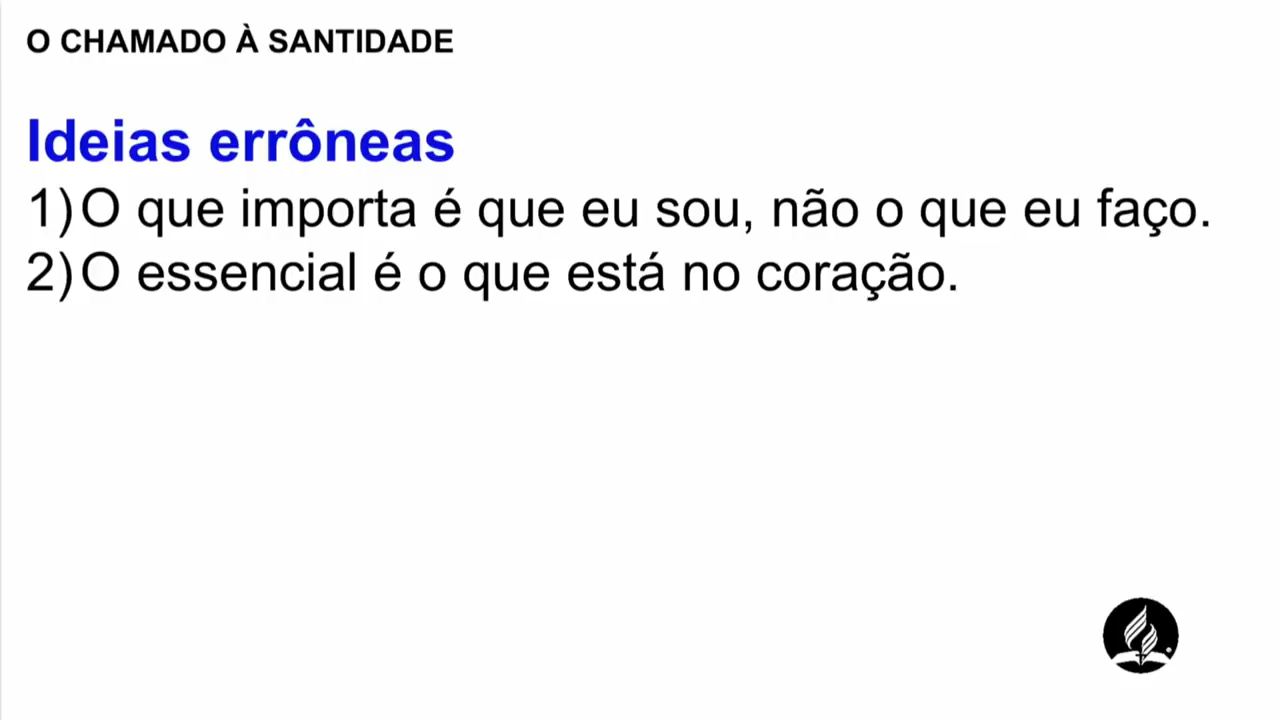 O CHAMADO À SANTIDADE
Ideias errôneas
1) O que importa é que eu sou, não o que eu faço.
2) O essencial é o que está no coração.